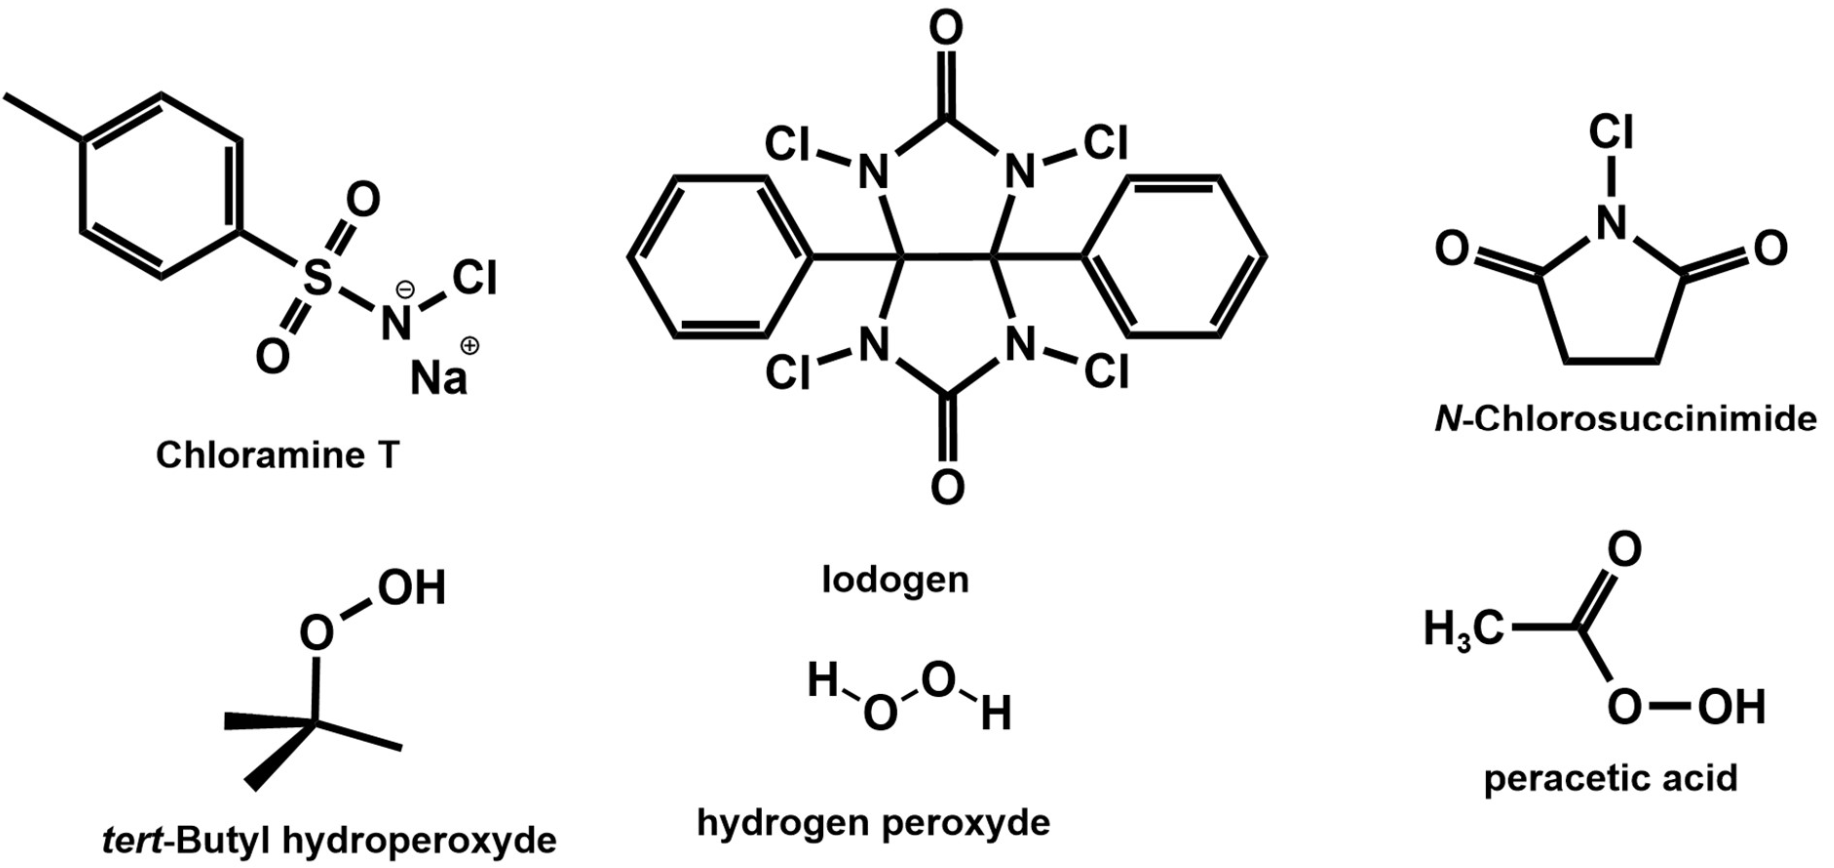 O
Cl
Cl
N
N
Cl
N
O
O
O
S
O
N
⊖
Cl
Na
⊕
Cl
N
N
Cl
O
Chloramine T
N-Chlorosuccinimide
Iodogen
OH
O
H
O
O
H
O
H₃C
O
OH
tert-Butyl hydroperoxyde
hydrogen peroxyde
peracetic acid